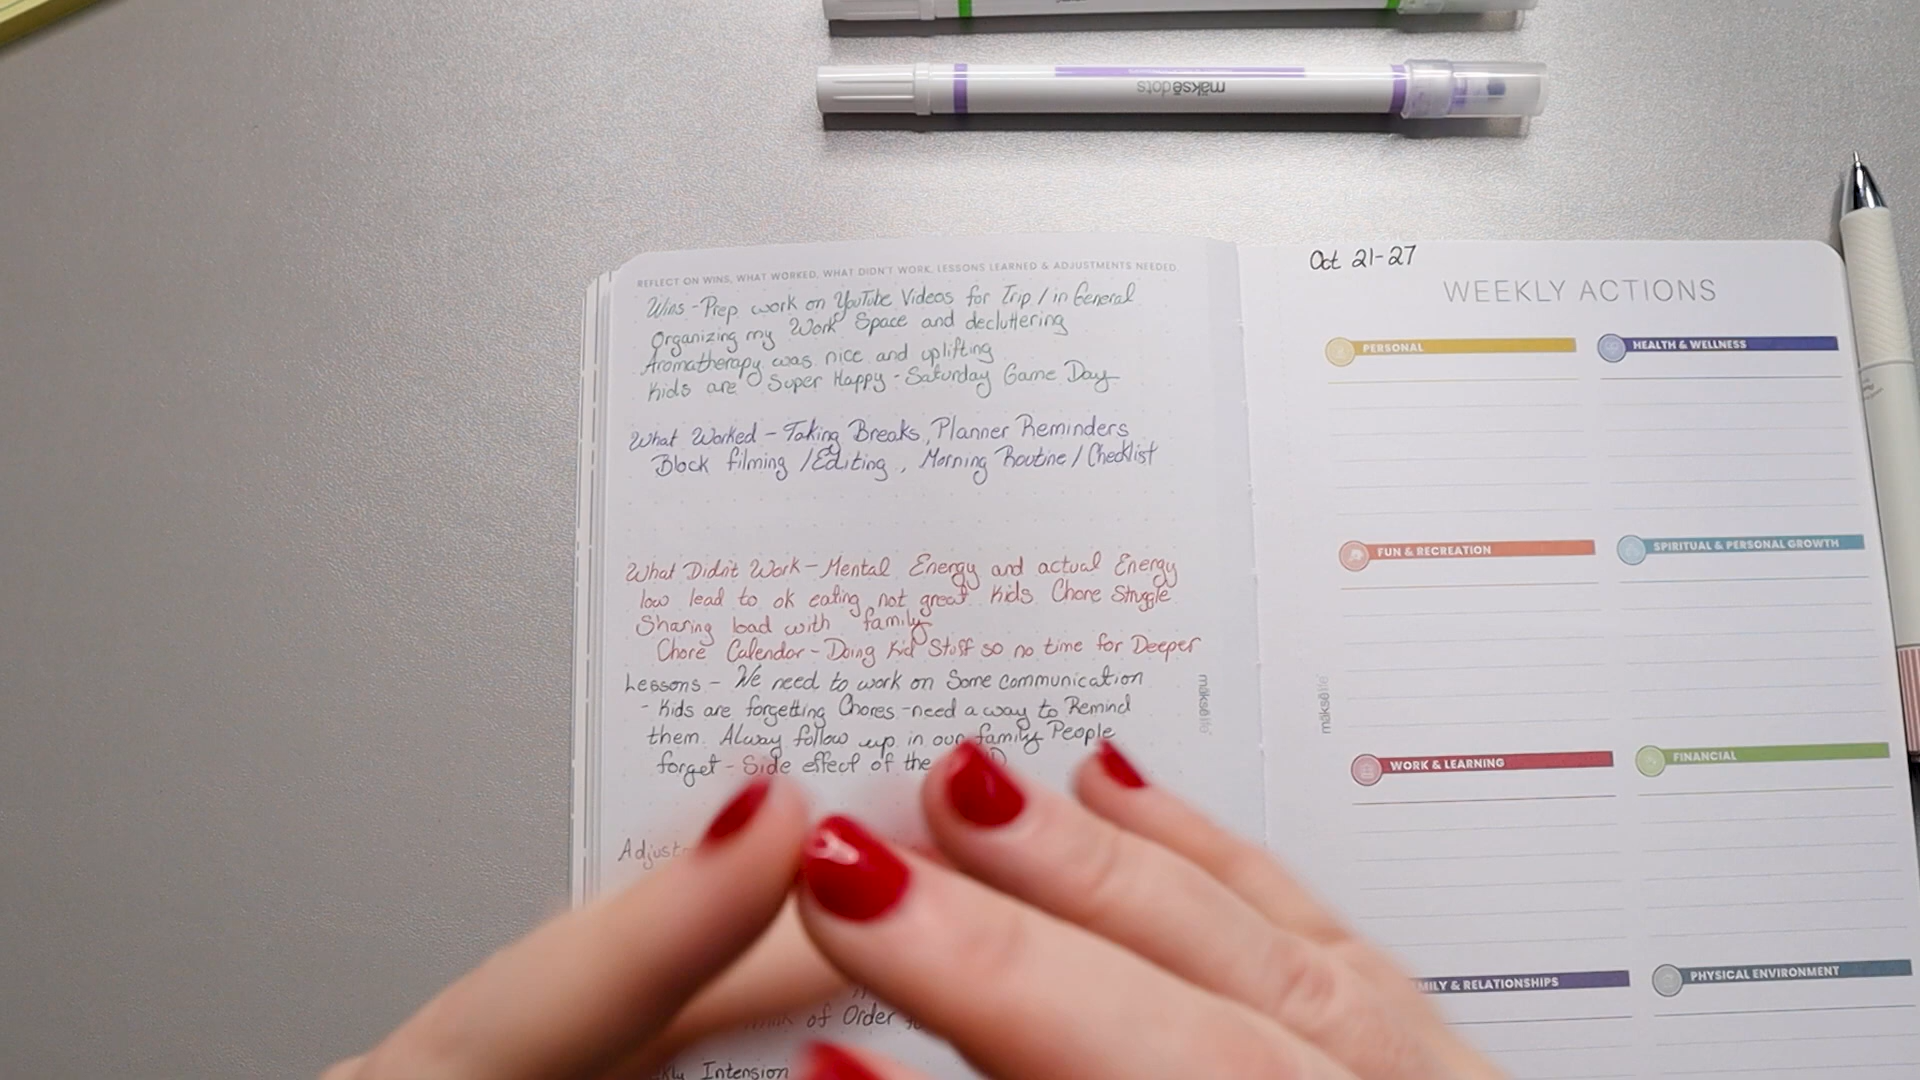 mäksēdots
REFLECT ON WINS, WHAT WORKED, WHAT DIDN'T WORK, LESSONS LEARNED & ADJUSTMENTS NEEDED.
Wins - Prep work on YouTube Videos for Trip / in General
Organizing my Work Space and decluttering
Aromatherapy was nice and uplifting
Kids are Super Happy - Saturday Game Day
What Worked - Taking Breaks, Planner Reminders
Block filming / Editing, Morning Routine / Checklist
What Didn't Work - Mental Energy and actual Energy
low lead to ok eating not great Kids Chore Struggle
Sharing load with family
Chore Calendar - Doing Kid Stuff so no time for Deeper
Lessons - We need to work on Some communication
- Kids are forgetting Chores - need a way to Remind
them. Alway follow up in our family People
forget - Side effect of the
Adjust
of Order
Intension
mäksēlife
Oct 21-27
WEEKLY ACTIONS
PERSONAL
HEALTH & WELLNESS
FUN & RECREATION
SPIRITUAL & PERSONAL GROWTH
mäksēlife
WORK & LEARNING
FINANCIAL
MILY & RELATIONSHIPS
PHYSICAL ENVIRONMENT